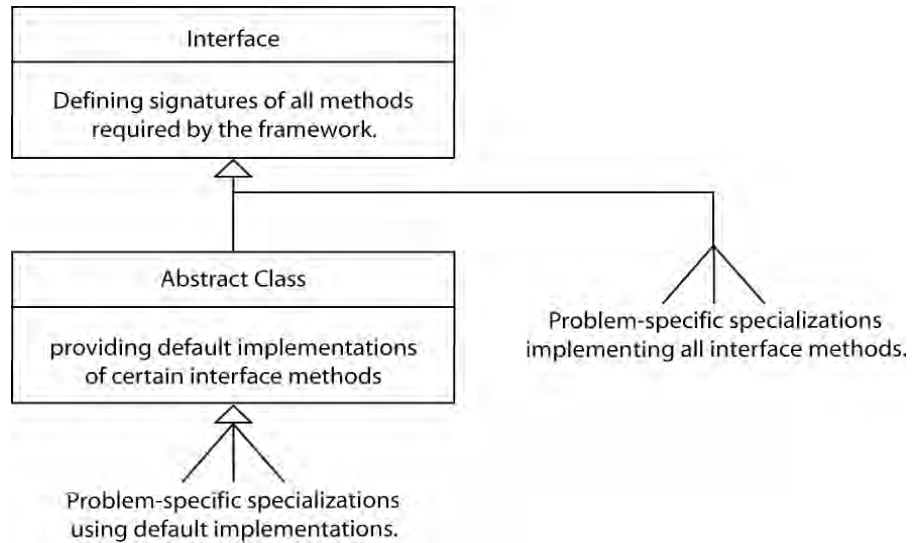 Interface
Defining signatures of all methods
required by the framework.
Abstract Class
providing default implementations
of certain interface methods
Problem-specific specializations
implementing all interface methods.
Problem-specific specializations
using default implementations.